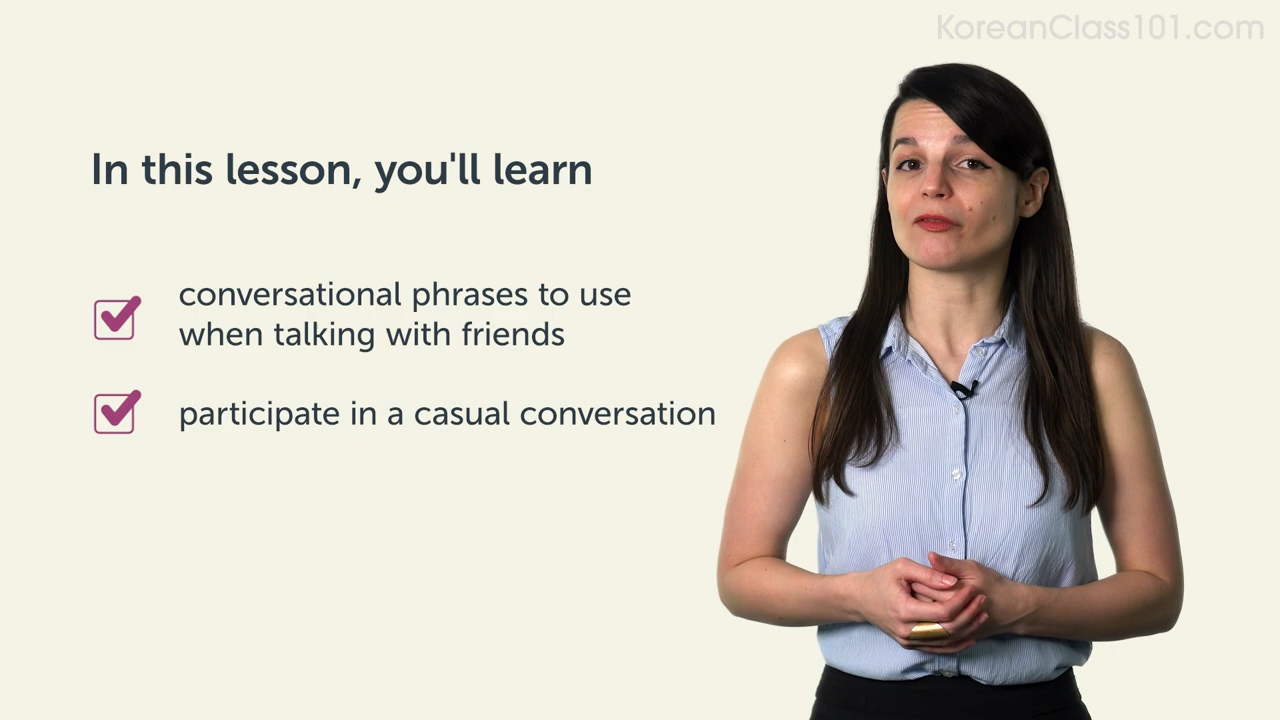 KoreanClass101.com
In this lesson, you'll learn
conversational phrases to use
when talking with friends
participate in a casual conversation